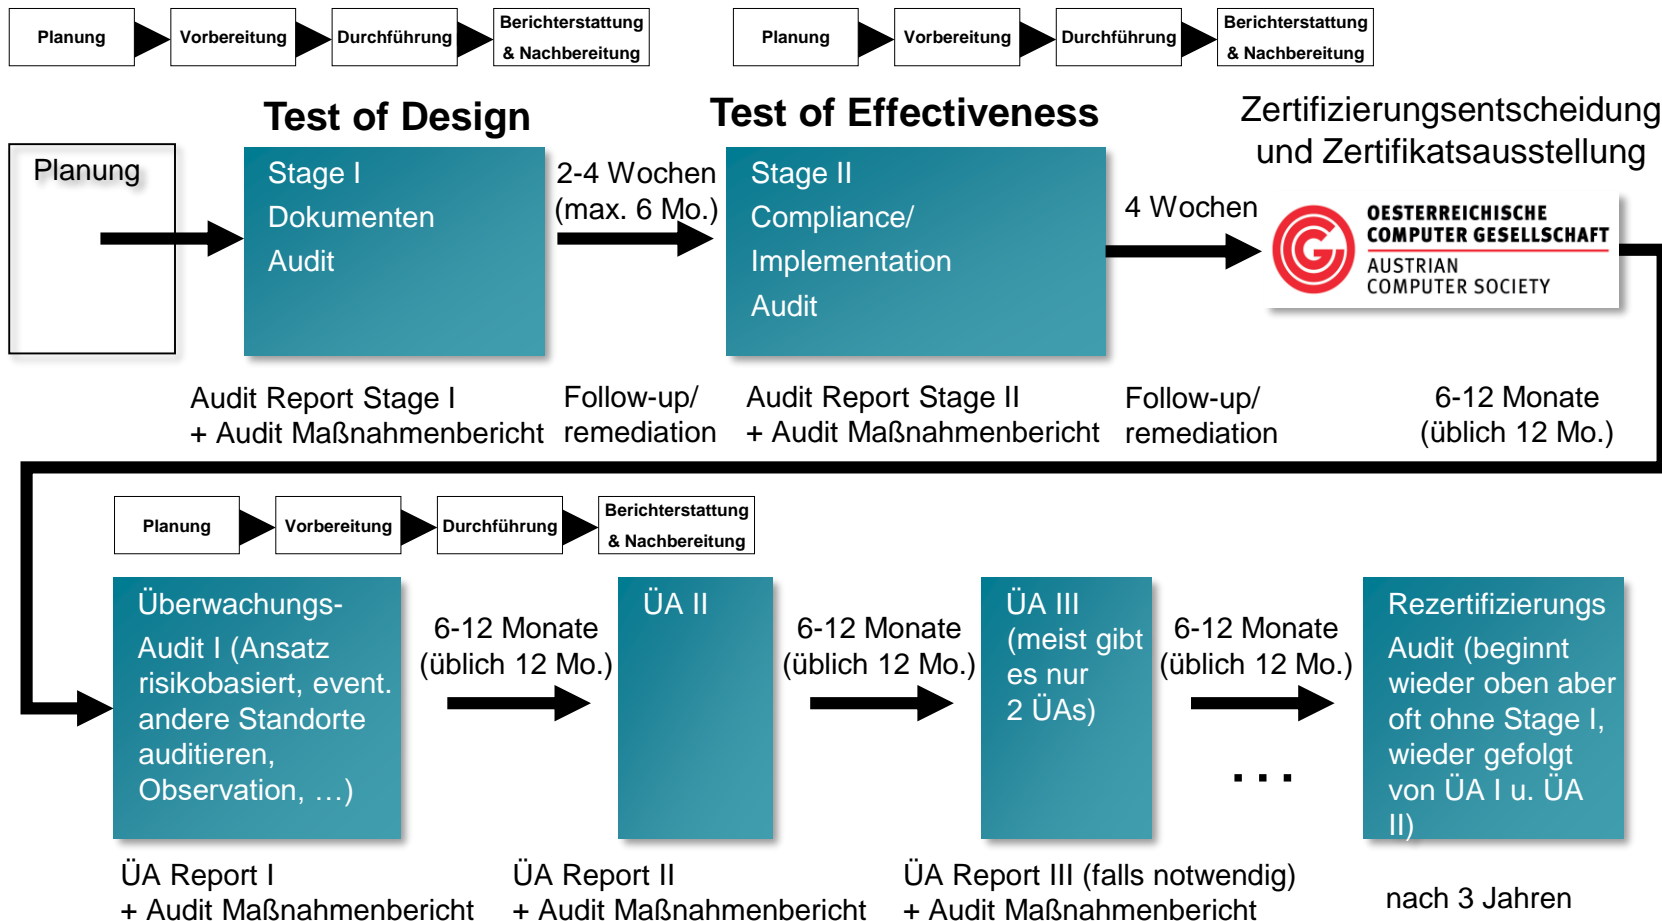 Planung
Vorbereitung
Durchführung
Berichterstattung
& Nachbereitung
Planung
Vorbereitung
Durchführung
Berichterstattung
& Nachbereitung
Test of Design
Test of Effectiveness
Zertifizierungsentscheidung
und Zertifikatsausstellung
Planung
Stage I
Dokumenten
Audit
2-4 Wochen
(max. 6 Mo.)
Stage II
Compliance/
Implementation
Audit
4 Wochen
OESTERREICHISCHE
COMPUTER GESELLSCHAFT
AUSTRIAN
COMPUTER SOCIETY
Audit Report Stage I
+ Audit Maßnahmenbericht
Follow-up/
remediation
Audit Report Stage II
+ Audit Maßnahmenbericht
Follow-up/
remediation
6-12 Monate
(üblich 12 Mo.)
Planung
Vorbereitung
Durchführung
Berichterstattung
& Nachbereitung
Überwachungs-
Audit I (Ansatz
risikobasiert, event.
andere Standorte
auditieren,
Observation, …)
6-12 Monate
(üblich 12 Mo.)
ÜA II
6-12 Monate
(üblich 12 Mo.)
ÜA III
(meist gibt
es nur
2 ÜAs)
6-12 Monate
(üblich 12 Mo.)
…
Rezertifizierungs
Audit (beginnt
wieder oben aber
oft ohne Stage I,
wieder gefolgt
von ÜA I u. ÜA
II)
ÜA Report I
+ Audit Maßnahmenbericht
ÜA Report II
+ Audit Maßnahmenbericht
ÜA Report III (falls notwendig)
+ Audit Maßnahmenbericht
nach 3 Jahren